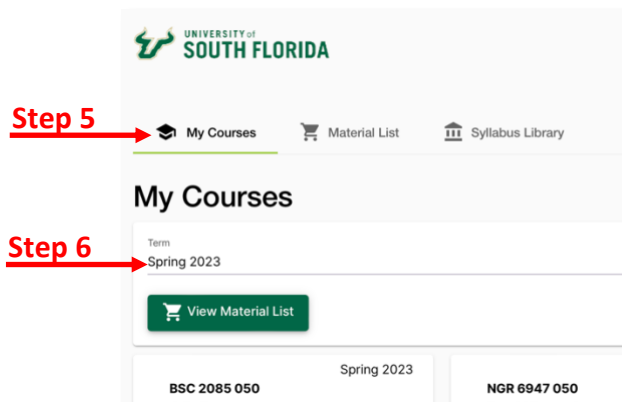 UNIVERSITY of
SOUTH FLORIDA
Step 5
My Courses
Material List
Syllabus Library
My Courses
Step 6
Term
Spring 2023
View Material List
Spring 2023
BSC 2085 050
NGR 6947 050